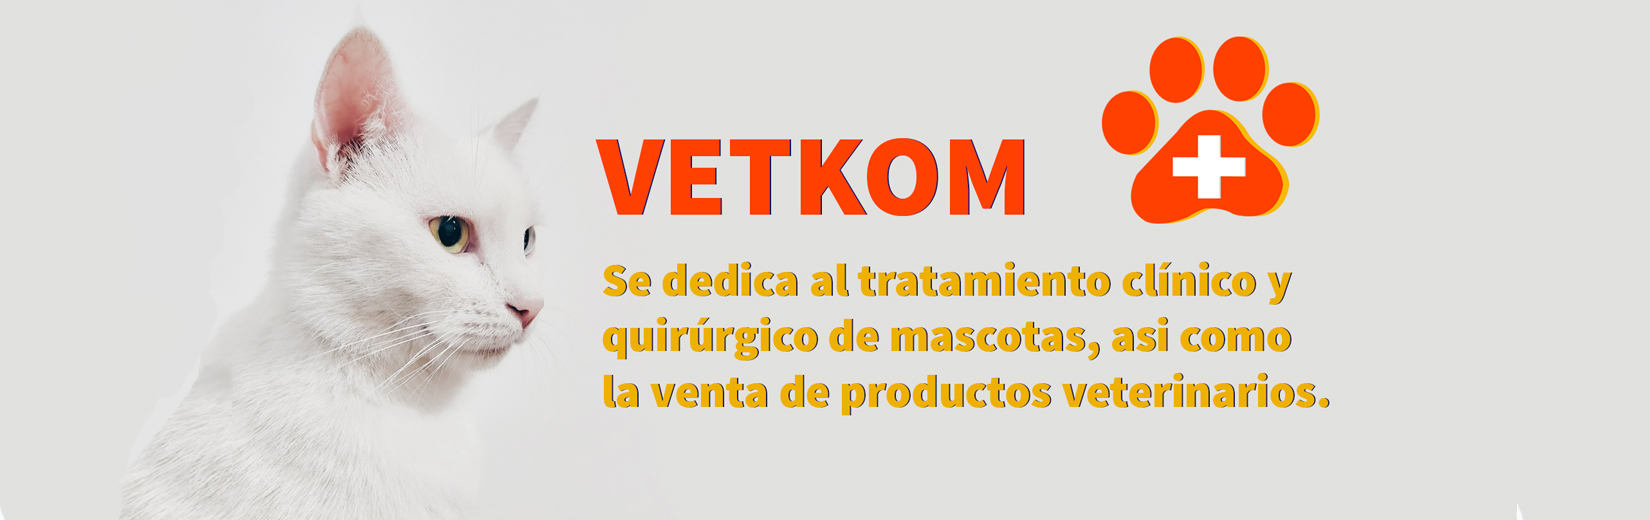 VETKOM
Se dedica al tratamiento clínico y
quirúrgico de mascotas, asi como
la venta de productos veterinarios.